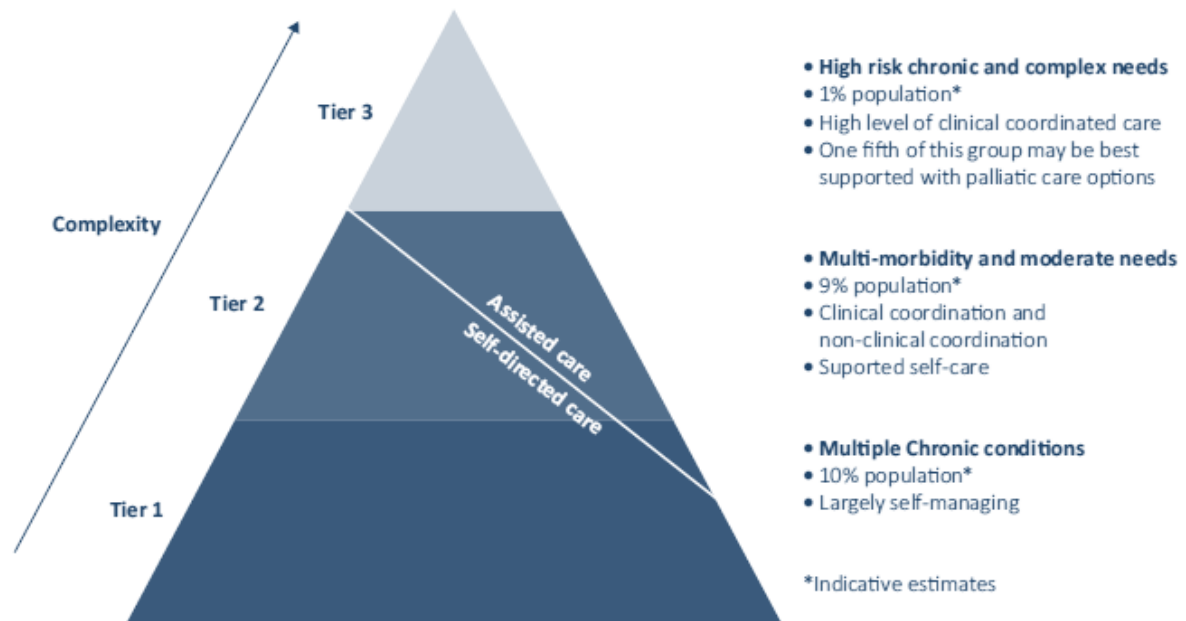 Complexity
Tier 3
• High risk chronic and complex needs
• 1% population*
• High level of clinical coordinated care
• One fifth of this group may be best
supported with palliatic care options
Tier 2
Assisted care
Self-directed care
• Multi-morbidity and moderate needs
• 9% population*
• Clinical coordination and
non-clinical coordination
• Suported self-care
Tier 1
• Multiple Chronic conditions
• 10% population*
• Largely self-managing
*Indicative estimates